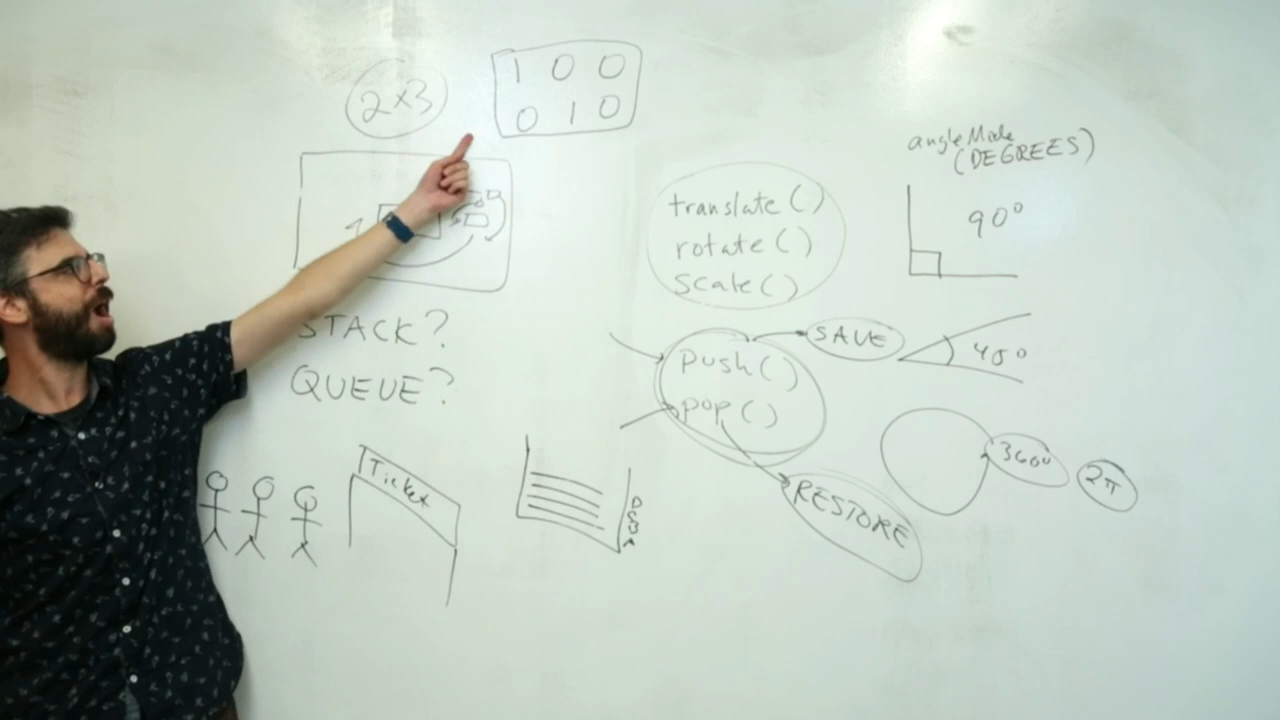 2x3
1 0 0
0 1 0
angleMode
(DEGREES)
translate()
rotate()
scale()
90°
STACK?
QUEUE?
push()
pop()
SAVE
45°
360°
2π
RESTORE
Ticket